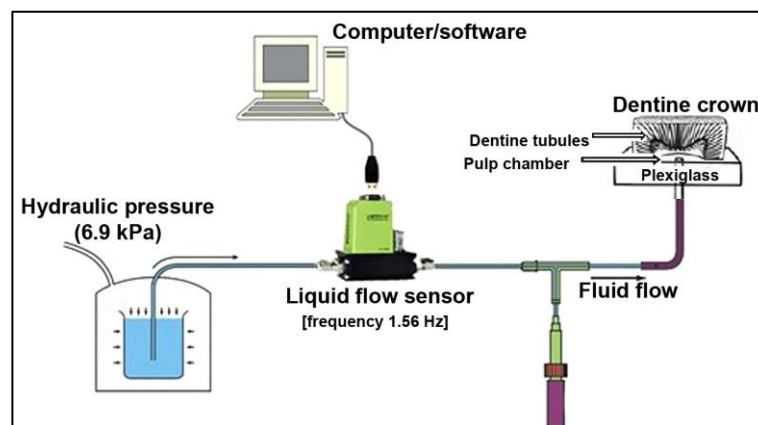 Computer/software
Dentine crown
Dentine tubules
Pulp chamber
Plexiglass
Hydraulic pressure
(6.9 kPa)
Liquid flow sensor
[frequency 1.56 Hz]
Fluid flow